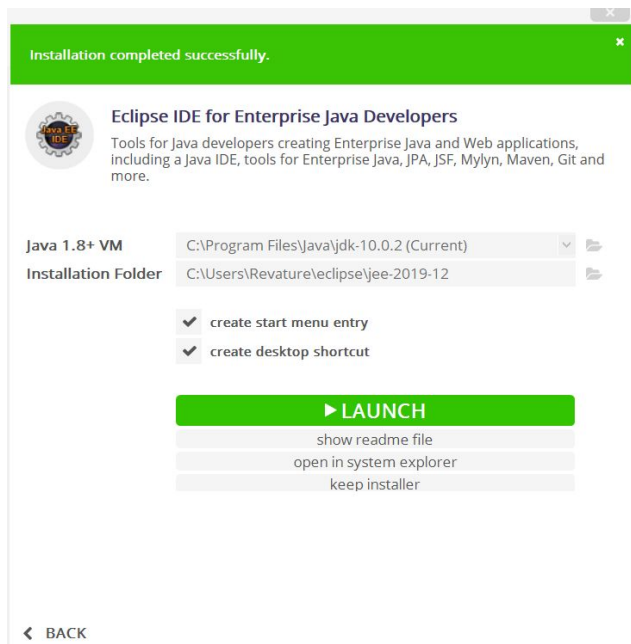 Installation completed successfully.
Java EE
IDE
Eclipse IDE for Enterprise Java Developers
Tools for Java developers creating Enterprise Java and Web applications,
including a Java IDE, tools for Enterprise Java, JPA, JSF, Mylyn, Maven, Git and
more.
Java 1.8+ VM C:\Program Files\Java\jdk-10.0.2 (Current)
Installation Folder C:\Users\Revature\eclipse\jee-2019-12
create start menu entry
create desktop shortcut
LAUNCH
show readme file
open in system explorer
keep installer
BACK